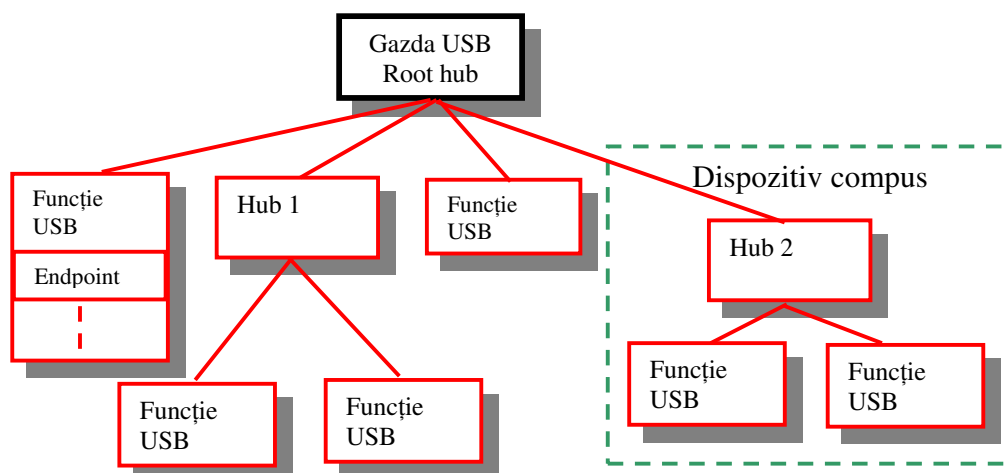 Gazda USB
Root hub
Dispozitiv compus
Funcție
USB
Endpoint
Hub 1
Funcție
USB
Hub 2
Funcție
USB
Funcție
USB
Funcție
USB
Funcție
USB